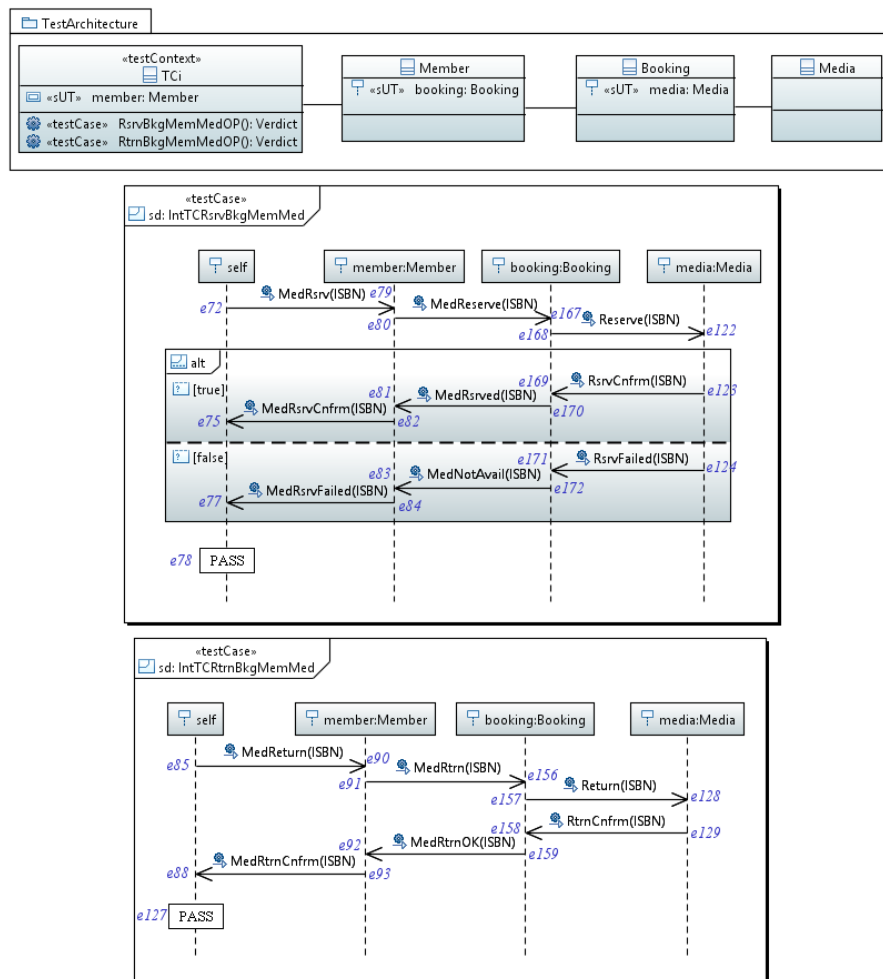 TestArchitecture
«testContext»
TCi
«sUT» member: Member
«testCase» RsrvBkgMemMedOP(): Verdict
«testCase» RtrnBkgMemMedOP(): Verdict
Member
«sUT» booking: Booking
Booking
«sUT» media: Media
Media
«testCase»
sd: IntTCRsrvBkgMemMed
self
member:Member
booking:Booking
media:Media
e72
MedRsrv(ISBN)
e79
e80
MedReserve(ISBN)
e167
e168
Reserve(ISBN)
e122
alt
[true]
e75
MedRsrvCnfrm(ISBN)
e81
e82
MedRsrved(ISBN)
e169
e170
RsrvCnfrm(ISBN)
e123
[false]
e77
MedRsrvFailed(ISBN)
e83
e84
MedNotAvail(ISBN)
e171
e172
RsrvFailed(ISBN)
e124
e78
PASS
«testCase»
sd: IntTCRtrnBkgMemMed
self
member:Member
booking:Booking
media:Media
e85
MedReturn(ISBN)
e90
e91
MedRtrn(ISBN)
e156
e157
Return(ISBN)
e128
e158
RtrnCnfrm(ISBN)
e129
e92
MedRtrnOK(ISBN)
e159
e88
MedRtrnCnfrm(ISBN)
e93
e127
PASS